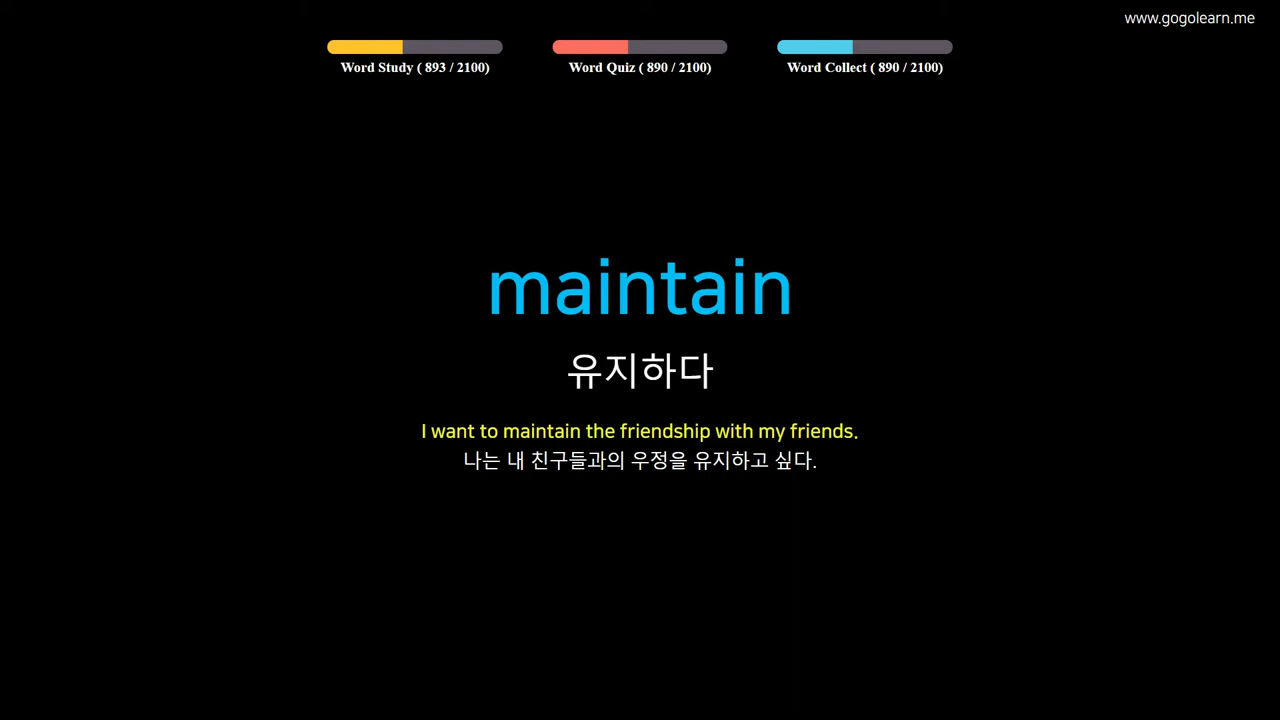 www.gogolearn.me
Word Study ( 893 / 2100)
Word Quiz ( 890 / 2100)
Word Collect ( 890 / 2100)
maintain
유지하다
I want to maintain the friendship with my friends.
나는 내 친구들과의 우정을 유지하고 싶다.